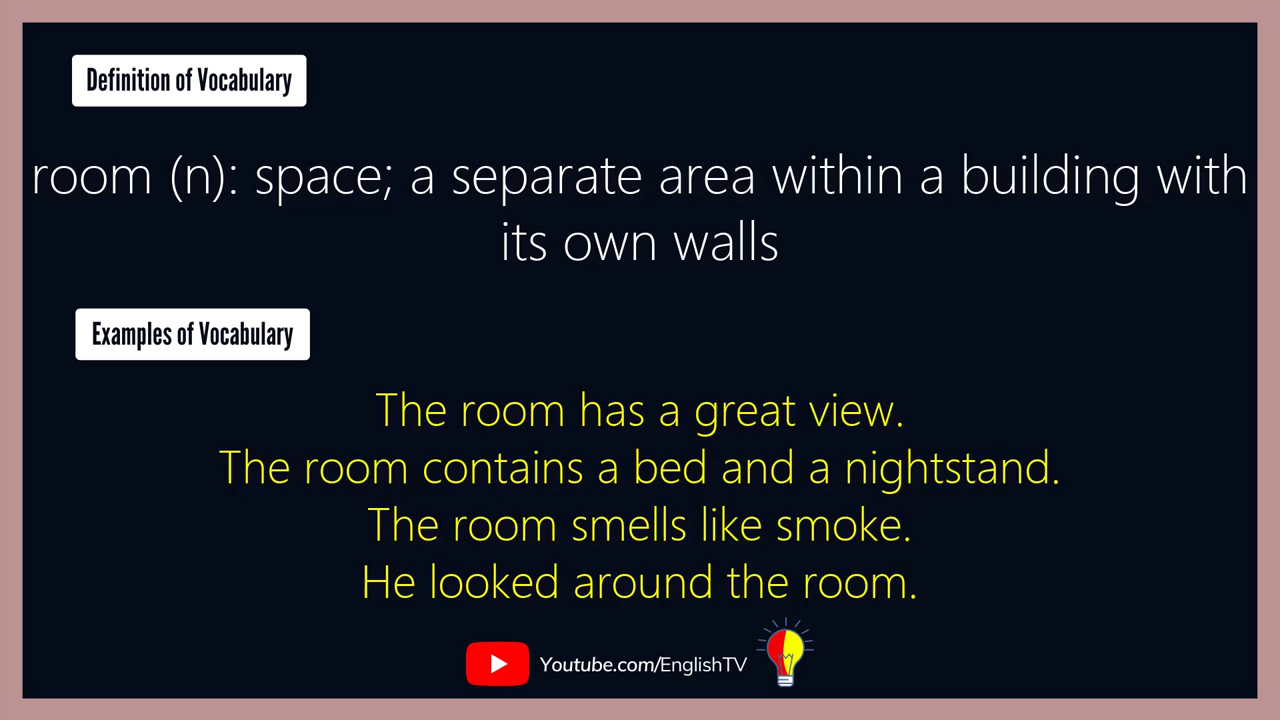 Definition of Vocabulary
room (n): space; a separate area within a building with
its own walls
Examples of Vocabulary
The room has a great view.
The room contains a bed and a nightstand.
The room smells like smoke.
He looked around the room.
Youtube.com/EnglishTV